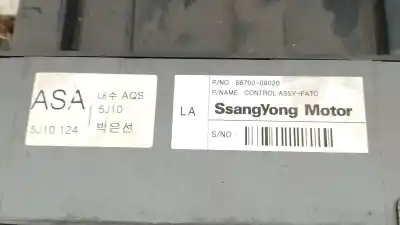 ASA
내수 AQS
5J10
5J10 124
박은선
LA
P/NO 68700-09020
P/NAME CONTROL ASSY-FATC
SsangYong Motor
S/NO :